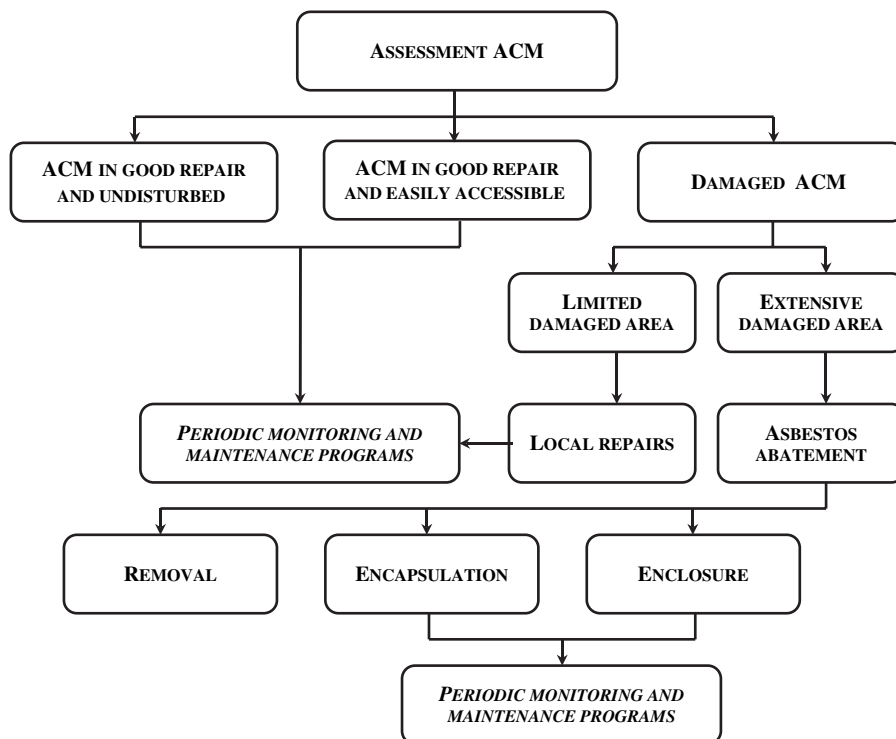 ASSESSMENT ACM
ACM IN GOOD REPAIR
AND UNDISTURBED
ACM IN GOOD REPAIR
AND EASILY ACCESSIBLE
DAMAGED ACM
LIMITED
DAMAGED AREA
EXTENSIVE
DAMAGED AREA
PERIODIC MONITORING AND
MAINTENANCE PROGRAMS
LOCAL REPAIRS
ASBESTOS
ABATEMENT
REMOVAL
ENCAPSULATION
ENCLOSURE
PERIODIC MONITORING AND
MAINTENANCE PROGRAMS